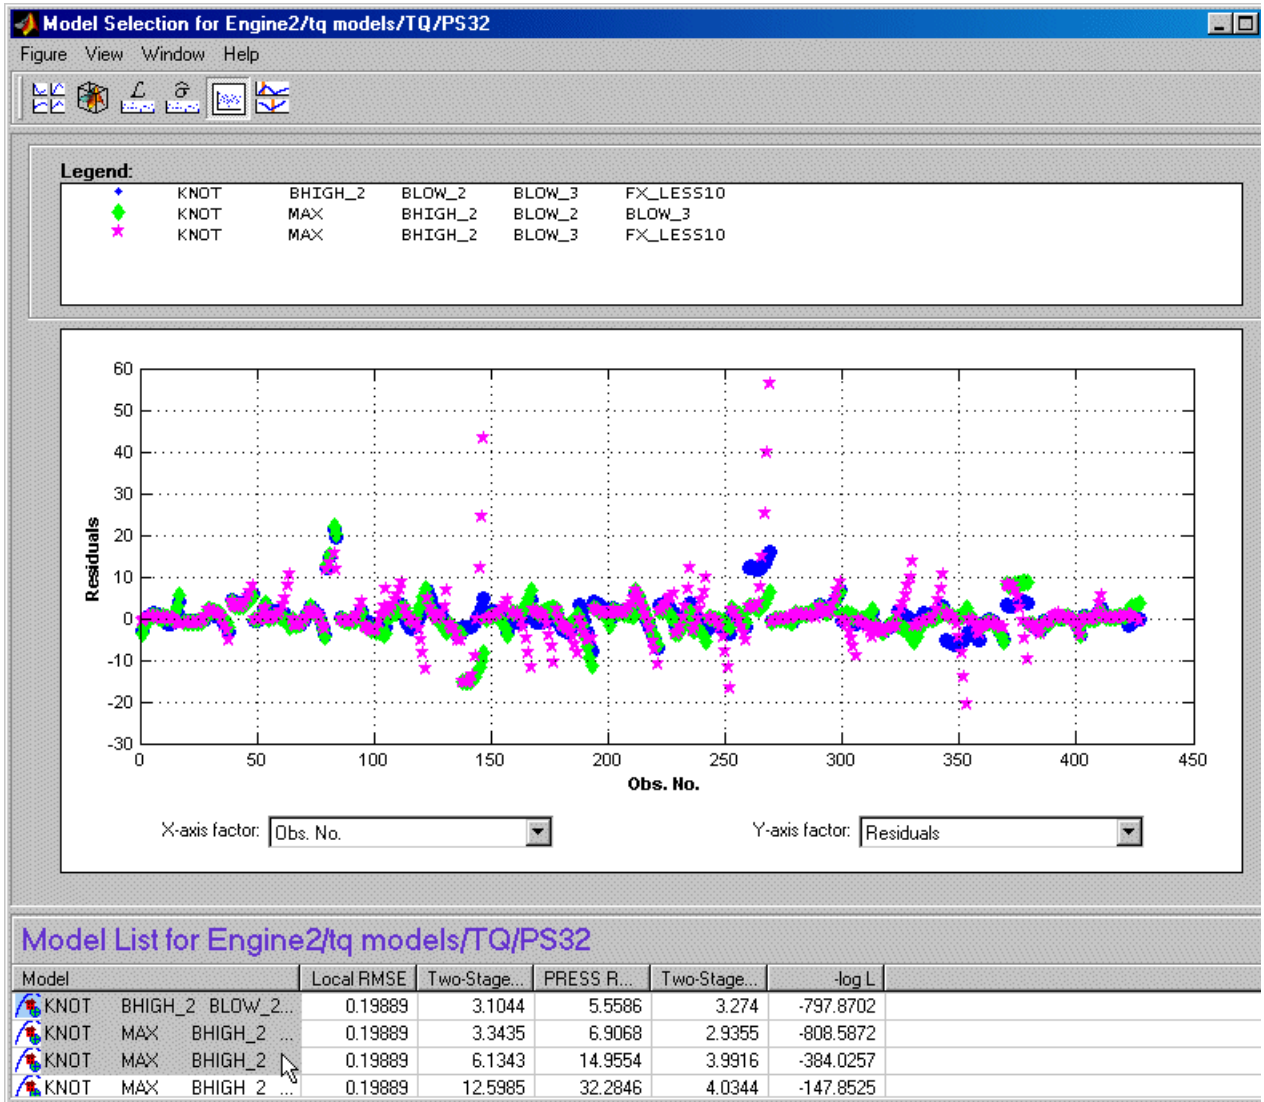 Model Selection for Engine2/tq models/TQ/PS32
Figure View Window Help
Legend:
KNOT BHIGH_2 BLOW_2 BLOW_3 FX_LESS10
KNOT MAX BHIGH_2 BLOW_2 BLOW_3
KNOT MAX BHIGH_2 BLOW_3 FX_LESS10
60
50
40
30
20
10
0
-10
-20
-30
Residuals
0 50 100 150 200 250 300 350 400 450
Obs. No.
X-axis factor: Obs. No. Y-axis factor: Residuals
Model List for Engine2/tq models/TQ/PS32
Model Local RMSE Two-Stage... PRESS R... Two-Stage... -log L
KNOT BHIGH_2 BLOW_2... 0.19889 3.1044 5.5586 3.274 -797.8702
KNOT MAX BHIGH_2 ... 0.19889 3.3435 6.9068 2.9355 -808.5872
KNOT MAX BHIGH_2 0.19889 6.1343 14.9554 3.9916 -384.0257
KNOT MAX BHIGH_2 ... 0.19889 12.5985 32.2846 4.0344 -147.8525